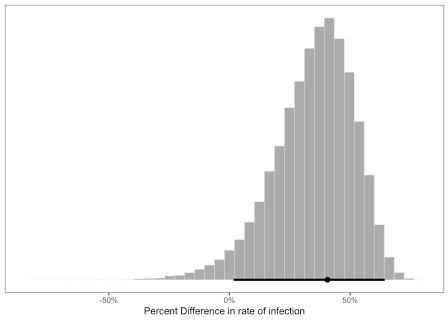 -50% 0% 50%
Percent Difference in rate of infection